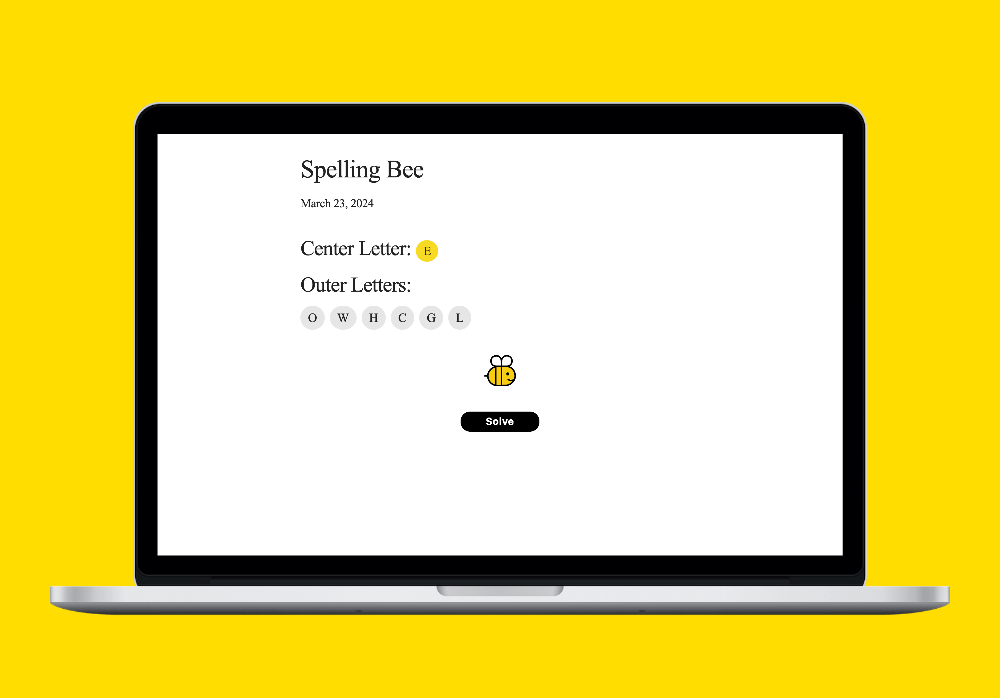 Spelling Bee
March 23, 2024
Center Letter: E
Outer Letters:
O W H C G L
Solve